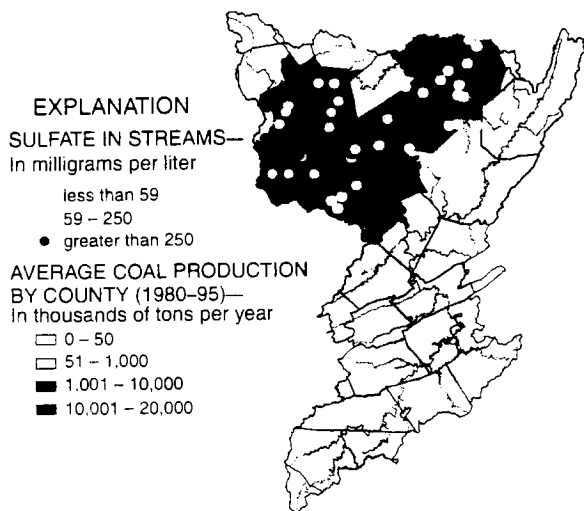 EXPLANATION
SULFATE IN STREAMS—
In milligrams per liter
less than 59
59 – 250
greater than 250
AVERAGE COAL PRODUCTION
BY COUNTY (1980–95)—
In thousands of tons per year
0 – 50
51 – 1,000
1,001 – 10,000
10,001 – 20,000